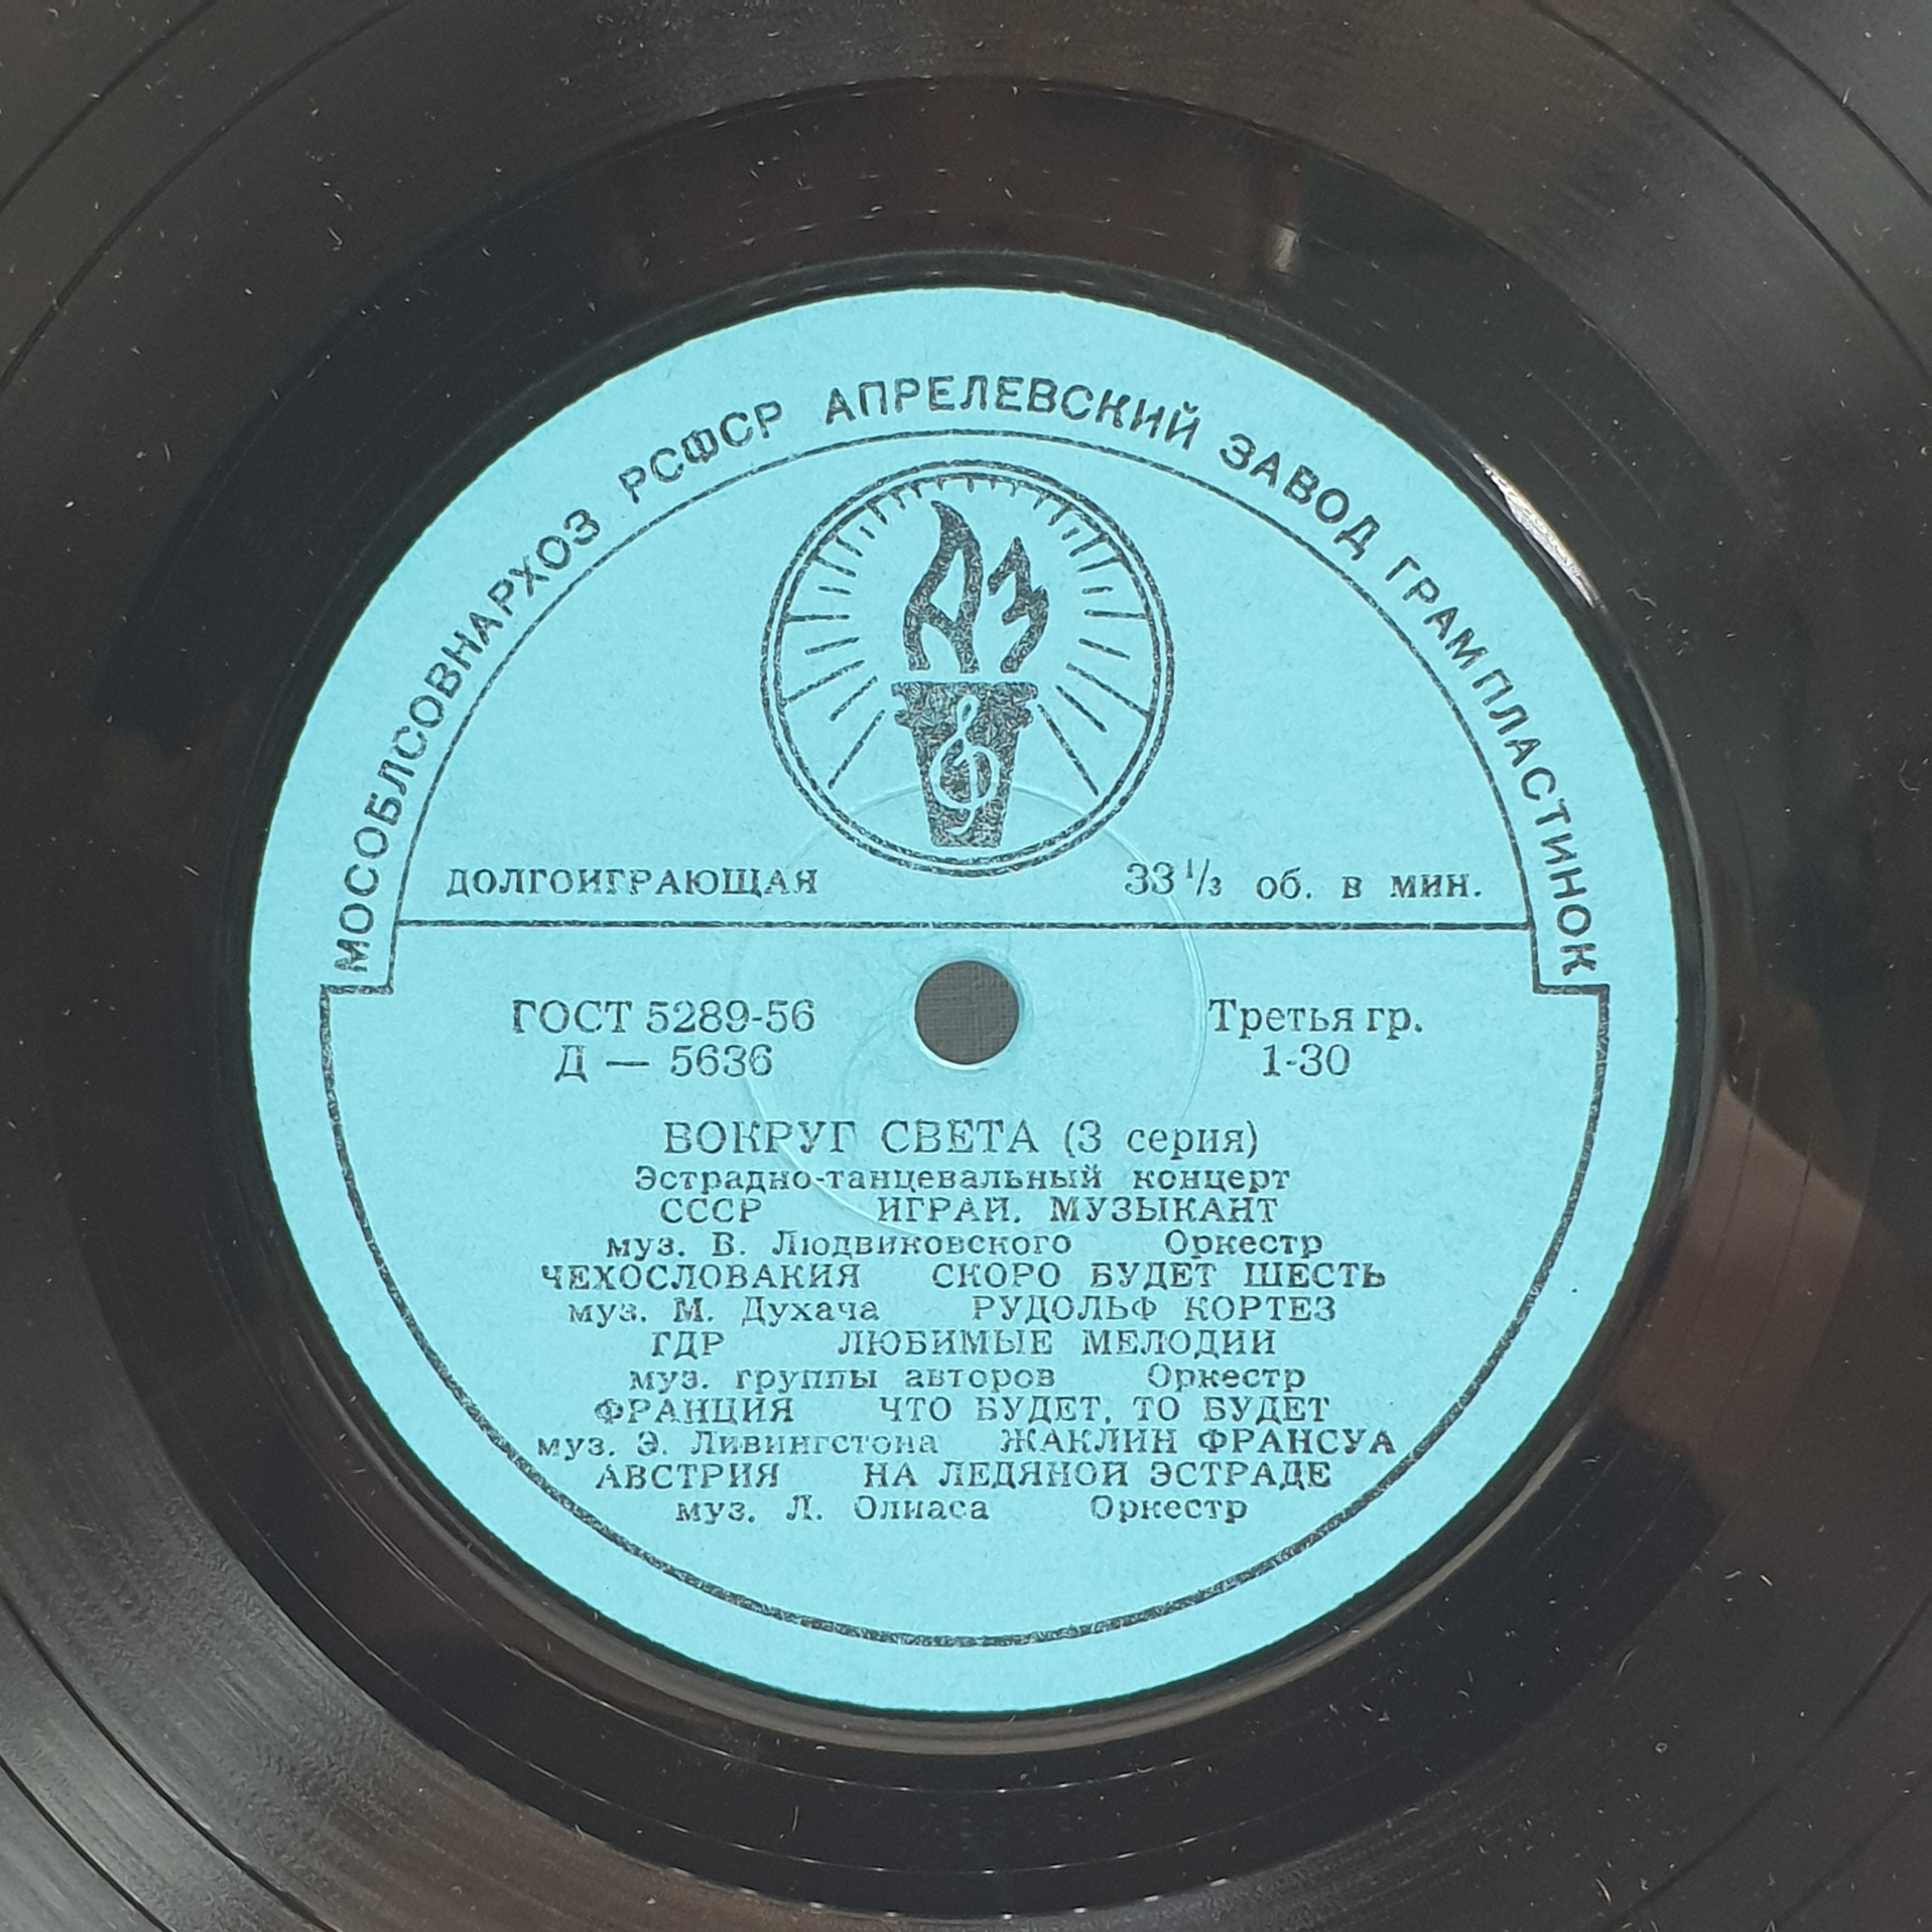 МОСОБЛСОВНАРХОЗ РСФСР АПРЕЛЕВСКИЙ ЗАВОД ГРАМПЛАСТИНОК
АЗ
ДОЛГОИГРАЮЩАЯ 33 1/3 об. в мин.
ГОСТ 5289-56 Третья гр.
Д — 5636 1-30
ВОКРУГ СВЕТА (3 серия)
Эстрадно-танцевальный концерт
СССР ИГРАЙ, МУЗЫКАНТ
муз. В. Людвиковского Оркестр
ЧЕХОСЛОВАКИЯ СКОРО БУДЕТ ШЕСТЬ
муз. М. Духача РУДОЛЬФ КОРТЕЗ
ГДР ЛЮБИМЫЕ МЕЛОДИИ
муз. группы авторов Оркестр
ФРАНЦИЯ ЧТО БУДЕТ, ТО БУДЕТ
муз. Э. Ливингстона ЖАКЛИН ФРАНСУА
АВСТРИЯ НА ЛЕДЯНОЙ ЭСТРАДЕ
муз. Л. Олиаса Оркестр